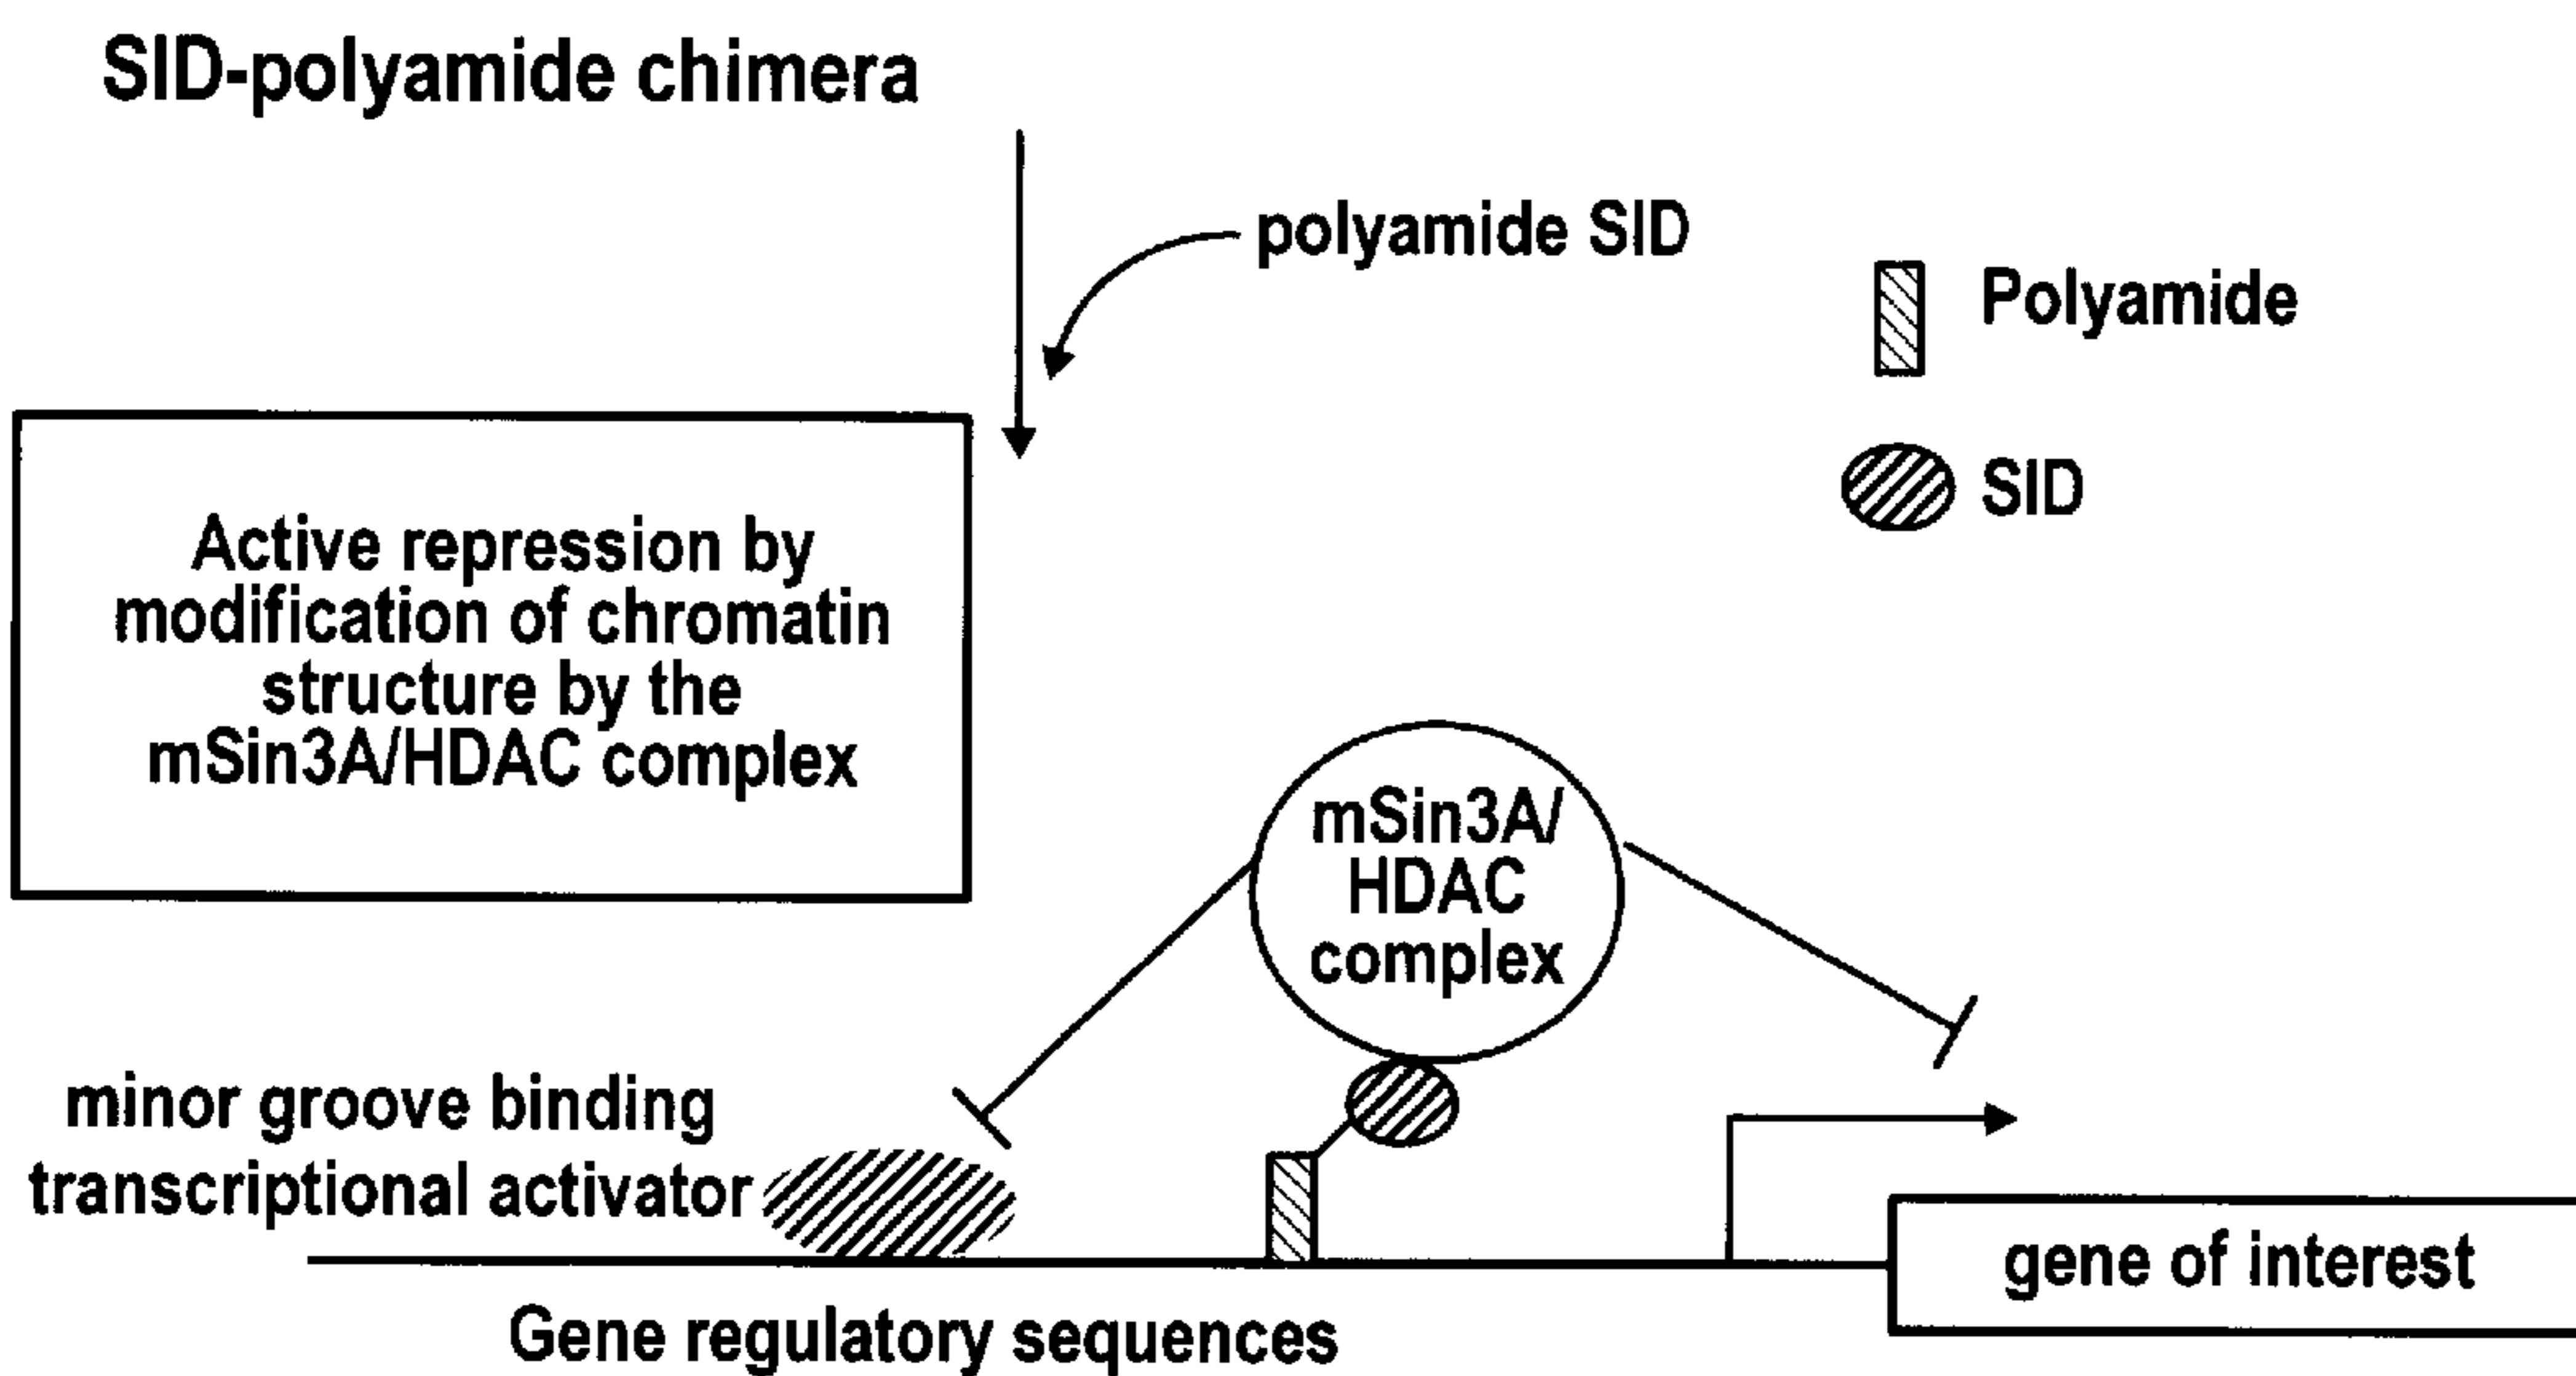 SID-polyamide chimera
polyamide SID
Polyamide
SID
Active repression by
modification of chromatin
structure by the
mSin3A/HDAC complex
mSin3A/
HDAC
complex
minor groove binding
transcriptional activator
gene of interest
Gene regulatory sequences